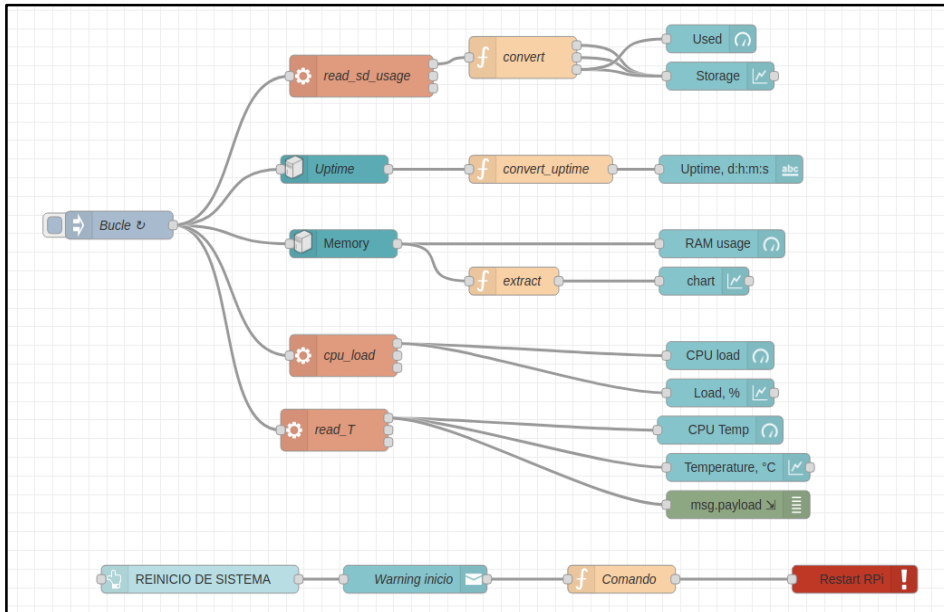 read_sd_usage
convert
Used
Storage
Uptime
convert_uptime
Uptime, d:h:m:s
abc
Bucle ↻
Memory
RAM usage
extract
chart
cpu_load
CPU load
Load, %
read_T
CPU Temp
Temperature, °C
msg.payload ⇲
REINICIO DE SISTEMA
Warning inicio
Comando
Restart RPi